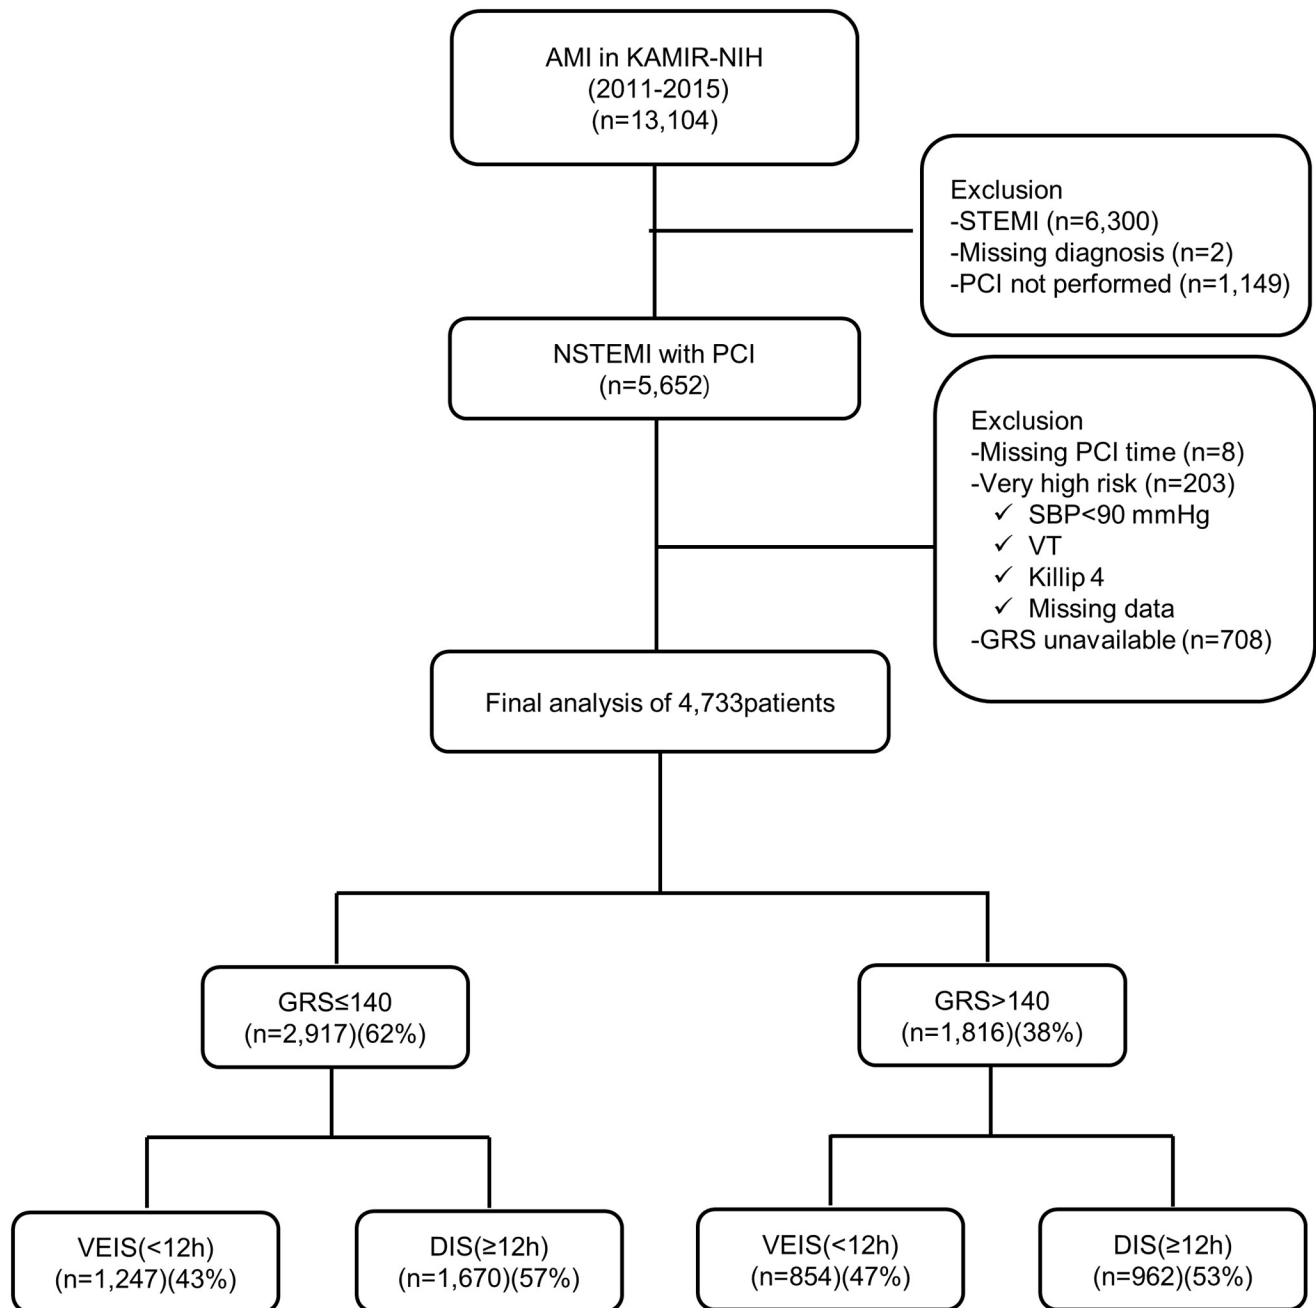 AMI in KAMIR-NIH
(2011-2015)
(n=13,104)
Exclusion
-STEMI (n=6,300)
-Missing diagnosis (n=2)
-PCI not performed (n=1,149)
NSTEMI with PCI
(n=5,652)
Exclusion
-Missing PCI time (n=8)
-Very high risk (n=203)
✓ SBP<90 mmHg
✓ VT
✓ Killip 4
✓ Missing data
-GRS unavailable (n=708)
Final analysis of 4,733patients
GRS≤140
(n=2,917)(62%)
GRS>140
(n=1,816)(38%)
VEIS(<12h)
(n=1,247)(43%)
DIS(≥12h)
(n=1,670)(57%)
VEIS(<12h)
(n=854)(47%)
DIS(≥12h)
(n=962)(53%)